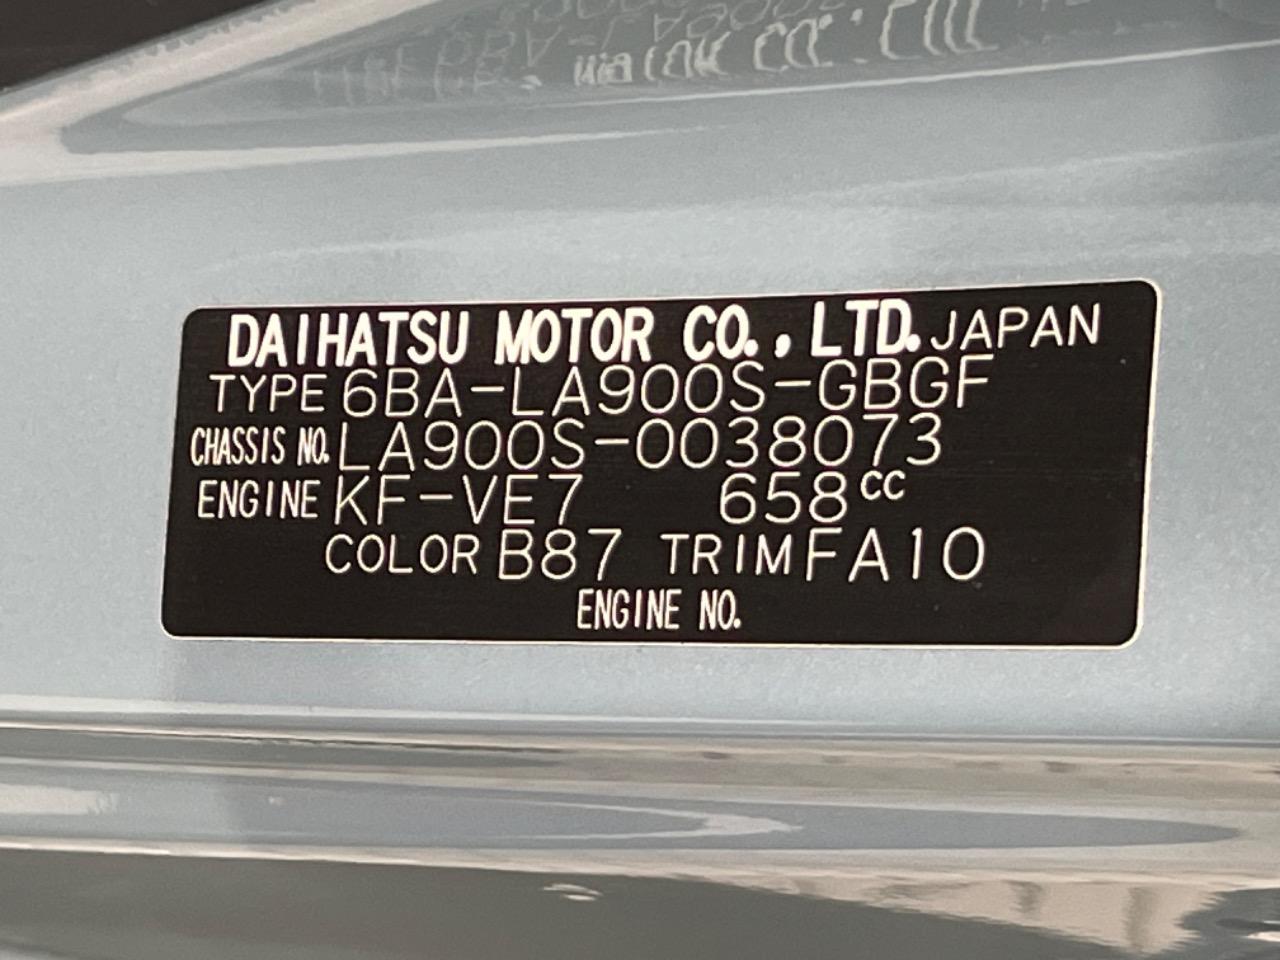 DAIHATSU MOTOR CO., LTD. JAPAN
TYPE 6BA-LA900S-GBGF
CHASSIS NO. LA900S-0038073
ENGINE KF-VE7 658cc
COLOR B87 TRIM FA10
ENGINE NO.